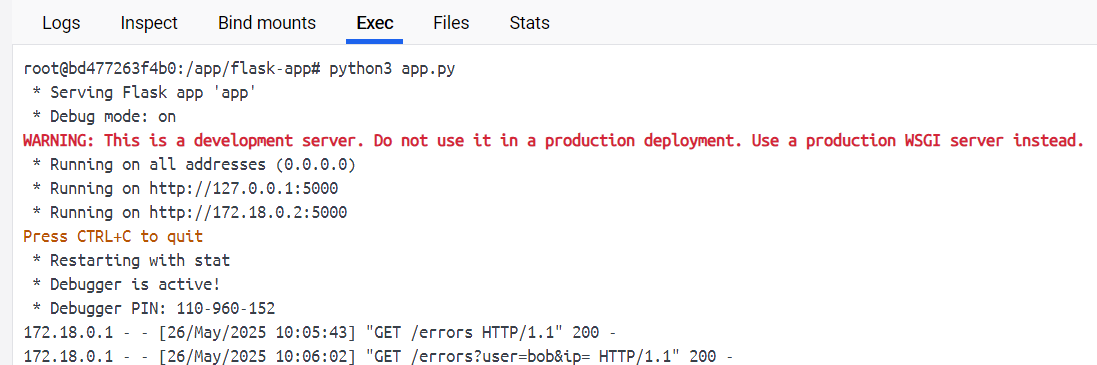 Logs Inspect Bind mounts Exec Files Stats
root@bd477263f4b0:/app/flask-app# python3 app.py
* Serving Flask app 'app'
* Debug mode: on
WARNING: This is a development server. Do not use it in a production deployment. Use a production WSGI server instead.
* Running on all addresses (0.0.0.0)
* Running on http://127.0.0.1:5000
* Running on http://172.18.0.2:5000
Press CTRL+C to quit
* Restarting with stat
* Debugger is active!
* Debugger PIN: 110-960-152
172.18.0.1 - - [26/May/2025 10:05:43] "GET /errors HTTP/1.1" 200 -
172.18.0.1 - - [26/May/2025 10:06:02] "GET /errors?user=bob&ip= HTTP/1.1" 200 -